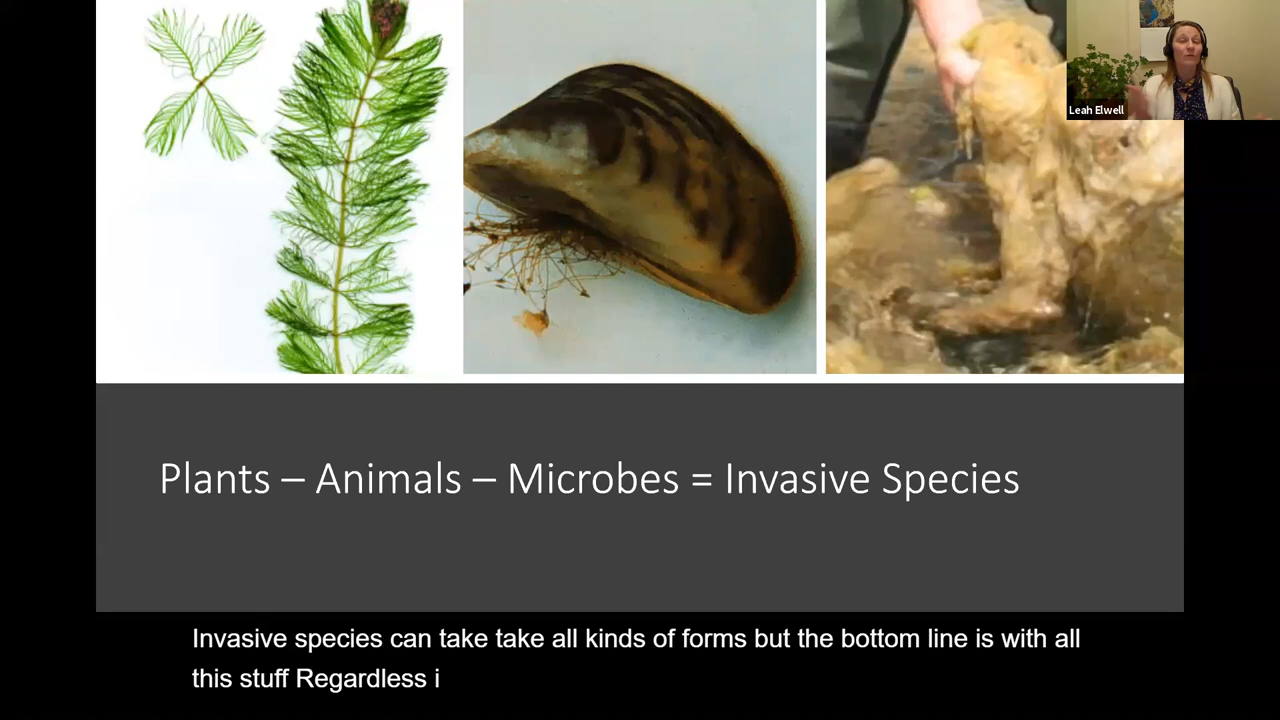 Leah Elwell
Plants – Animals – Microbes = Invasive Species
Invasive species can take take all kinds of forms but the bottom line is with all
this stuff Regardless i